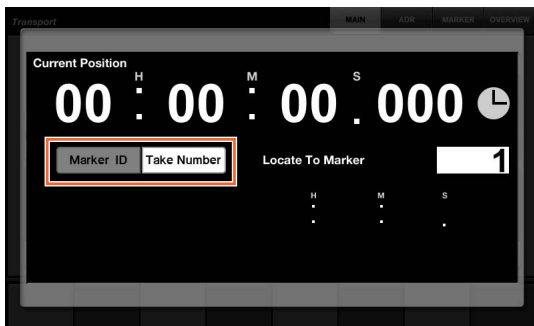 Transport
MAIN ADR MARKER OVERVIEW
Current Position
H M S
00 : 00 : 00 . 000
Marker ID Take Number Locate To Marker 1
H M S
: : .